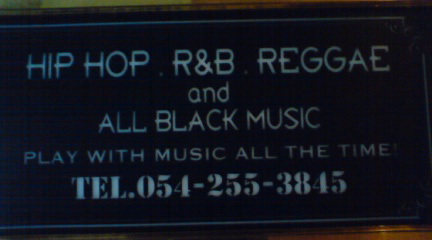 HIP HOP . R&B . REGGAE
and
ALL BLACK MUSIC
PLAY WITH MUSIC ALL THE TIME!
TEL.054-255-3845